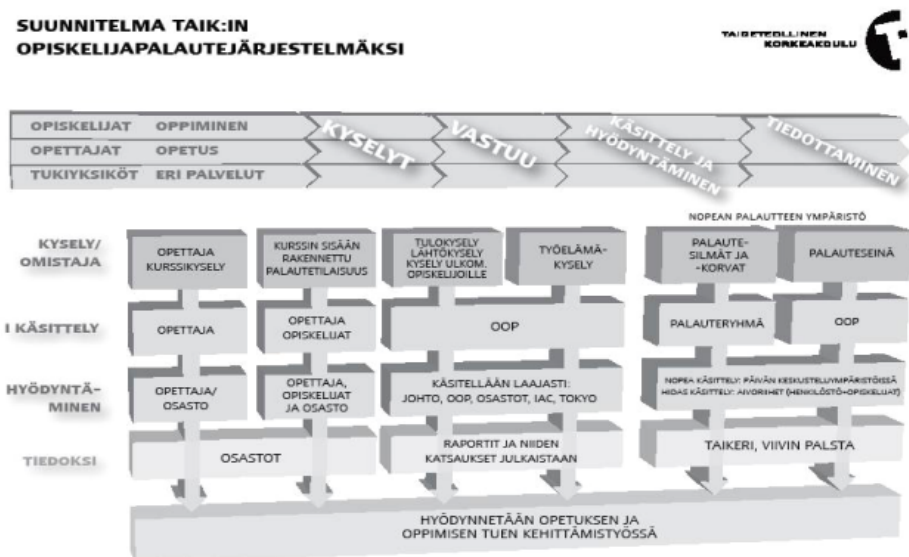 SUUNNITELMA TAIK:IN
OPISKELIJAPALAUTEJÄRJESTELMÄKSI
TAIDETEOLLINEN
KORKEAKOULU
OPISKELIJAT OPPIMINEN
OPETTAJAT OPETUS
TUKIYKSIKÖT ERI PALVELUT
KYSELYT
VASTUU
KÄSITTELY JA
HYÖDYNTÄMINEN
TIEDOTTAMINEN
NOPEAN PALAUTTEEN YMPÄRISTÖ
KYSELY/
OMISTAJA
OPETTAJA
KURSSIKYSELY
KURSSIN SISÄÄN
RAKENNETTU
PALAUTETILAISUUS
TULOKYSELY
LÄHTÖKYSELY
KYSELY ULKOM.
OPISKELIJOILLE
TYÖELÄMÄ-
KYSELY
PALAUTE-
SILMÄT JA
-KORVAT
PALAUTESEINÄ
I KÄSITTELY
OPETTAJA
OPETTAJA
OPISKELIJAT
OOP
PALAUTERYHMÄ
OOP
HYÖDYNTÄ-
MINEN
OPETTAJA/
OSASTO
OPETTAJA,
OPISKELIJAT
JA OSASTO
KÄSITELLÄÄN LAAJASTI:
JOHTO, OOP, OSASTOT, IAC, TOKYO
NOPEA KÄSITTELY: PÄIVÄN KESKUSTELUYMPÄRISTÖISSÄ
HIDAS KÄSITTELY: AIVORIIHET (HENKILÖSTÖ+OPISKELIJAT)
TIEDOKSI
OSASTOT
RAPORTIT JA NIIDEN
KATSAUKSET JULKAISTAAN
TAIKERI, VIIVIN PALSTA
HYÖDYNNETÄÄN OPETUKSEN JA
OPPIMISEN TUEN KEHITTÄMISTYÖSSÄ